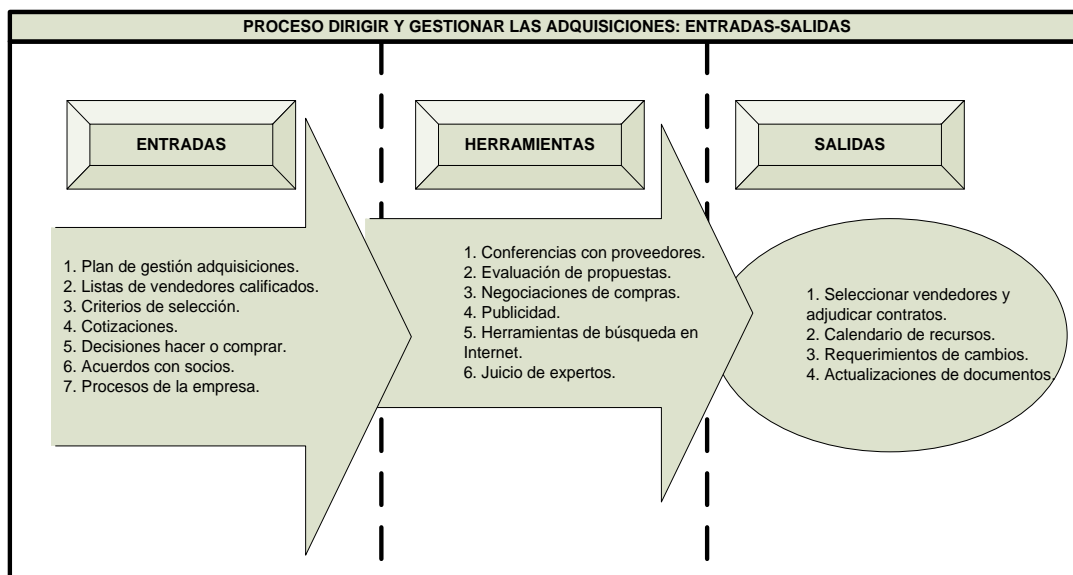 PROCESO DIRIGIR Y GESTIONAR LAS ADQUISICIONES: ENTRADAS-SALIDAS
ENTRADAS
1. Plan de gestión adquisiciones.
2. Listas de vendedores calificados.
3. Criterios de selección.
4. Cotizaciones.
5. Decisiones hacer o comprar.
6. Acuerdos con socios.
7. Procesos de la empresa.
HERRAMIENTAS
1. Conferencias con proveedores.
2. Evaluación de propuestas.
3. Negociaciones de compras.
4. Publicidad.
5. Herramientas de búsqueda en
Internet.
6. Juicio de expertos.
SALIDAS
1. Seleccionar vendedores y
adjudicar contratos.
2. Calendario de recursos.
3. Requerimientos de cambios.
4. Actualizaciones de documentos.